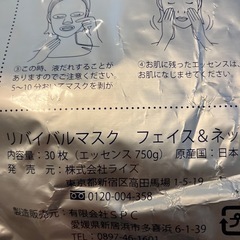 ③この時、液だれすることが
ありますのでご注意ください
5～10分おいてマスクを剥が
④お肌に残ったエッセンスは
お肌になじませてください。
リバイバルマスク フェイス＆ネッ
内容量：30枚（エッセンス750g） 原産国：日本
発 売 元：株式会社ライズ
東京都新宿区高田馬場1-5-19
0120-004-358
製造販売元：有限会社ＳＰＣ
愛媛県新居浜市多喜浜6-1-39